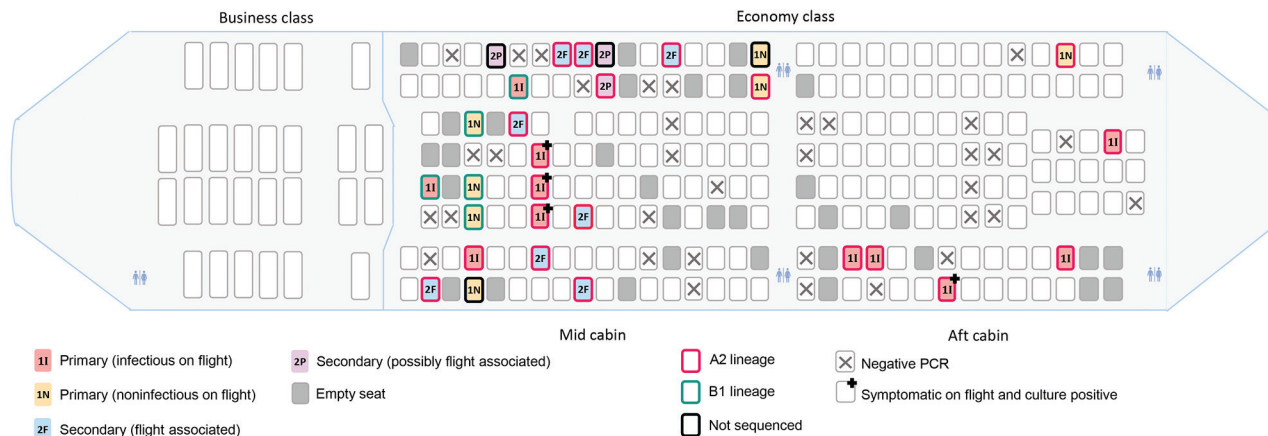 Business class
Economy class
2P 2F 2F 2P 2F 1N 1N
1I 2P 1N
1N 2F
1I 1I
1I 1N 1I
1N 1I 2F
1I 2F 1I 1I 1I
2F 1N 2F 1I
Mid cabin
Aft cabin
1I Primary (infectious on flight)
1N Primary (noninfectious on flight)
2F Secondary (flight associated)
2P Secondary (possibly flight associated)
Empty seat
A2 lineage
B1 lineage
Not sequenced
Negative PCR
Symptomatic on flight and culture positive